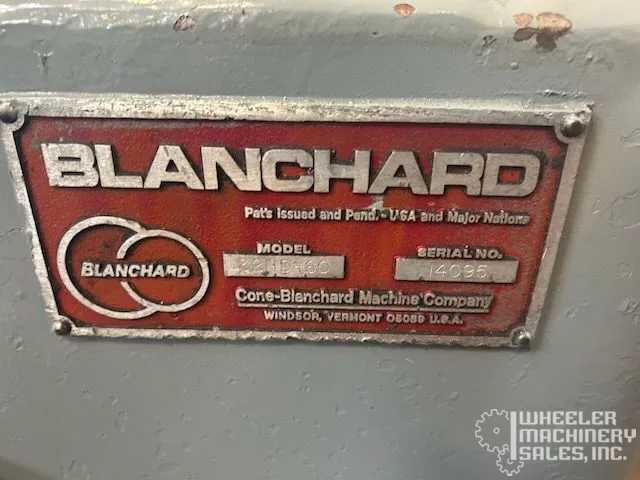 BLANCHARD
Pat's Issued and Pend. - USA and Major Nations
MODEL
SERIAL NO.
BLANCHARD
14095
Cone-Blanchard Machine Company
WINDSOR, VERMONT 05089 U.S.A.
WHEELER
MACHINERY
SALES, INC.